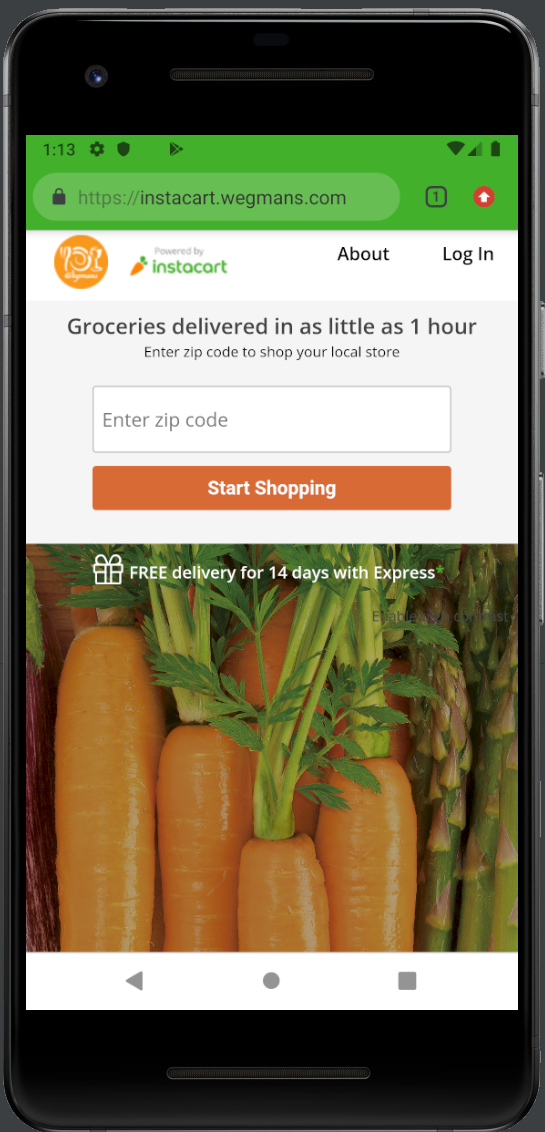 1:13
https://instacart.wegmans.com
1
Wegmans
Powered by
instacart
About
Log In
Groceries delivered in as little as 1 hour
Enter zip code to shop your local store
Enter zip code
Start Shopping
FREE delivery for 14 days with Express*
Enable high contrast